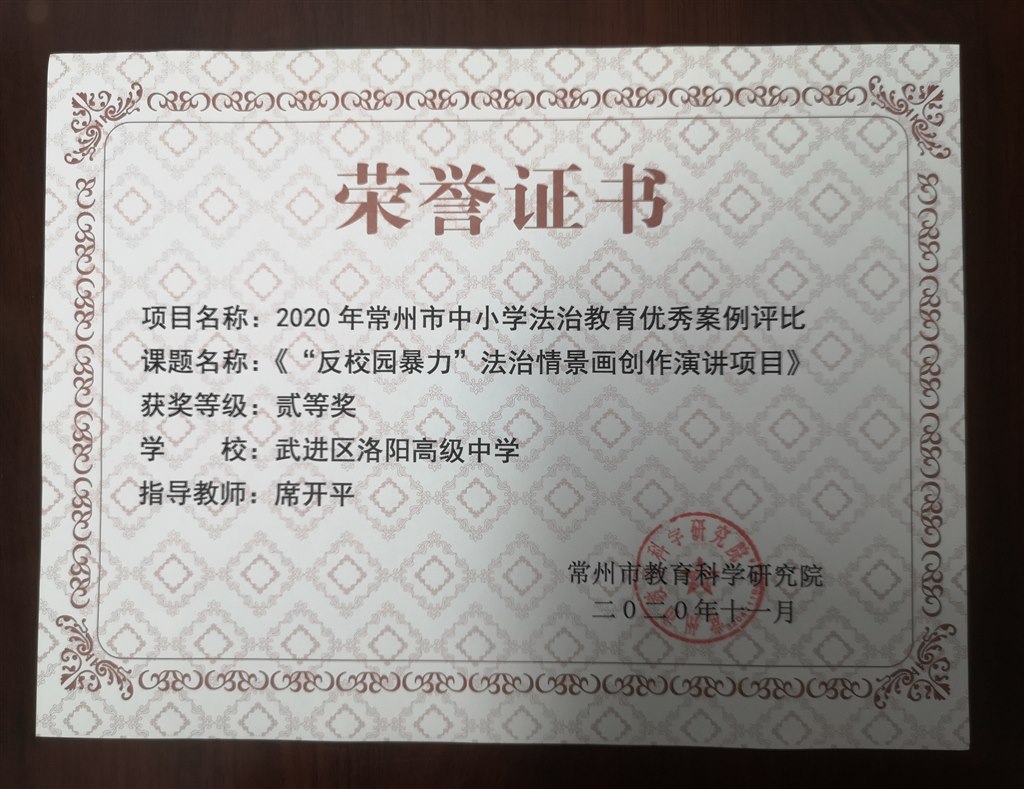 荣誉证书
项目名称：2020 年常州市中小学法治教育优秀案例评比
课题名称：《“反校园暴力”法治情景画创作演讲项目》
获奖等级：贰等奖
学　　校：武进区洛阳高级中学
指导教师：席开平
常州市教育科学研究院
二０二０年十一月